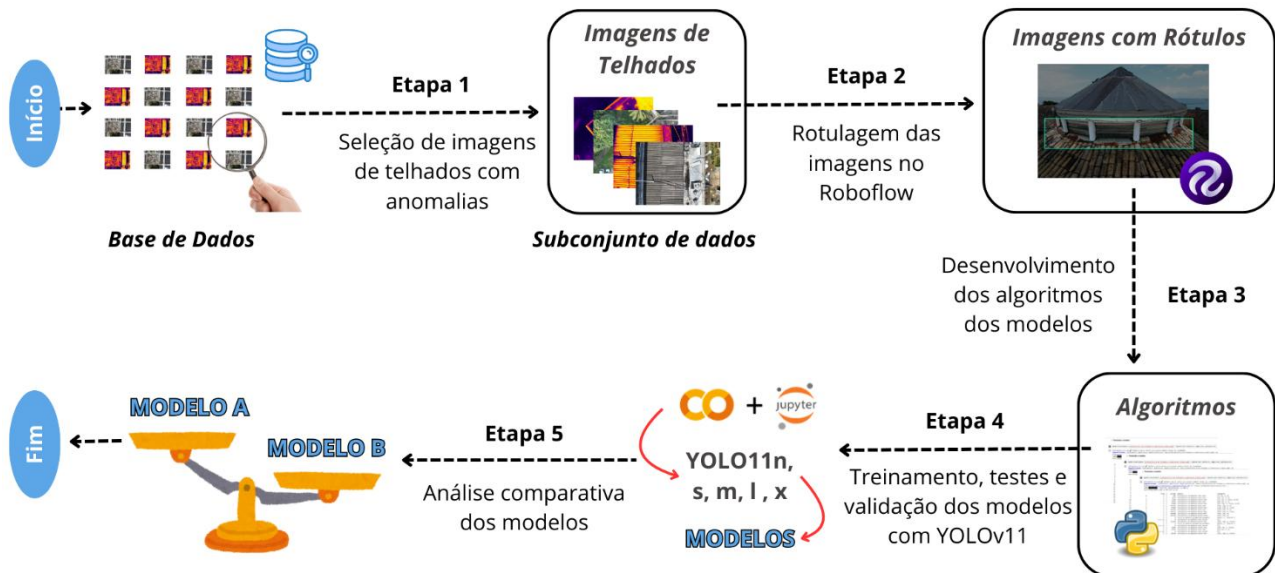 Início
Base de Dados
Etapa 1
Seleção de imagens
de telhados com
anomalias
Imagens de
Telhados
Subconjunto de dados
Etapa 2
Rotulagem das
imagens no
Roboflow
Imagens com Rótulos
Desenvolvimento
dos algoritmos
dos modelos
Etapa 3
Algoritmos
Etapa 4
Treinamento, testes e
validação dos modelos
com YOLOv11
+
jupyter
YOLO11n,
s, m, l , x
MODELOS
Etapa 5
Análise comparativa
dos modelos
MODELO A
MODELO B
Fim